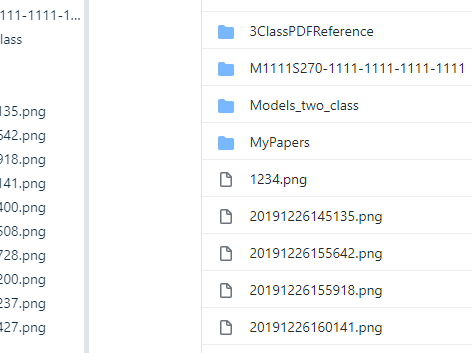 1111-1111-1...
lass
135.png
642.png
918.png
141.png
400.png
508.png
728.png
200.png
237.png
427.png
3ClassPDFReference
M1111S270-1111-1111-1111-1111
Models_two_class
MyPapers
1234.png
20191226145135.png
20191226155642.png
20191226155918.png
20191226160141.png